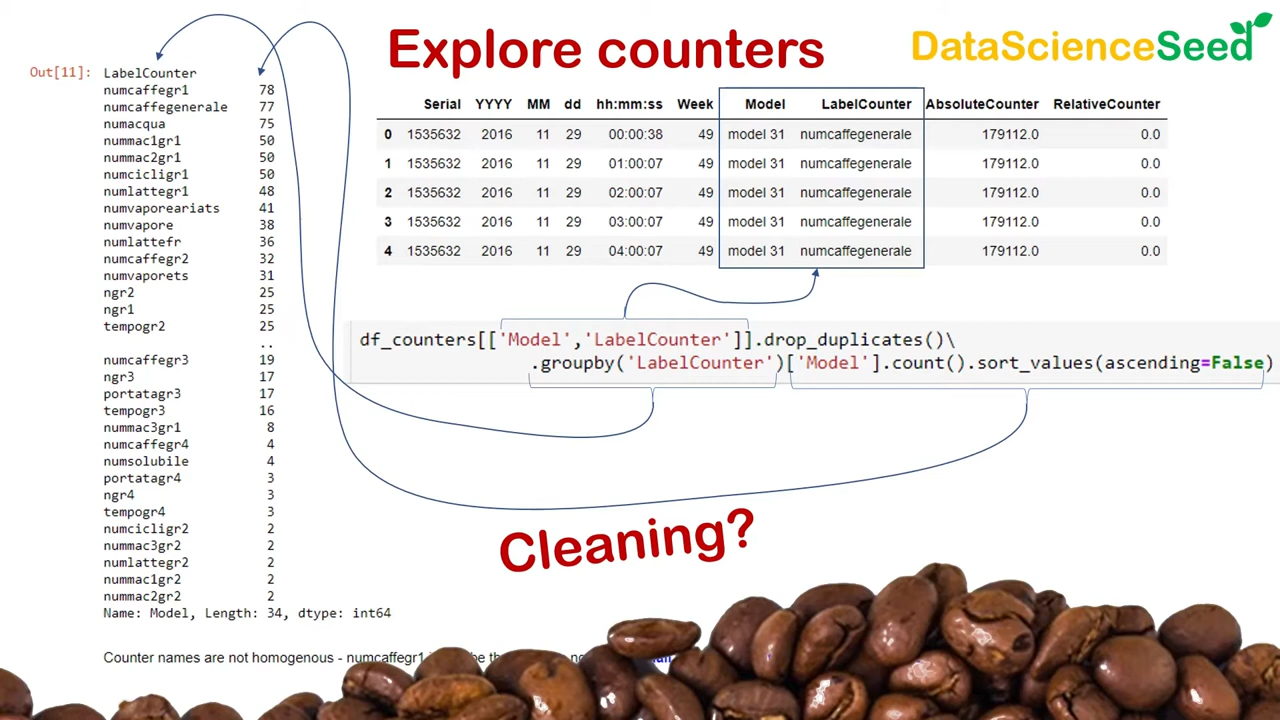 Explore counters
DataScienceSeed
Out[11]:
LabelCounter
numcaffegr1 78
numcaffegenerale 77
numacqua 75
nummac1gr1 50
nummac2gr1 50
numcicligr1 50
numlattegr1 48
numvaporeariats 41
numvapore 38
numlattefr 36
numcaffegr2 32
numvaporets 31
ngr2 25
ngr1 25
tempogr2 25
..
numcaffegr3 19
ngr3 17
portatagr3 17
tempogr3 16
nummac3gr1 8
numcaffegr4 4
numsolubile 4
portatagr4 3
ngr4 3
tempogr4 3
numcicligr2 2
nummac3gr2 2
numlattegr2 2
nummac1gr2 2
nummac2gr2 2
Name: Model, Length: 34, dtype: int64
Serial YYYY MM dd hh:mm:ss Week Model LabelCounter AbsoluteCounter RelativeCounter
0 1535632 2016 11 29 00:00:38 49 model 31 numcaffegenerale 179112.0 0.0
1 1535632 2016 11 29 01:00:07 49 model 31 numcaffegenerale 179112.0 0.0
2 1535632 2016 11 29 02:00:07 49 model 31 numcaffegenerale 179112.0 0.0
3 1535632 2016 11 29 03:00:07 49 model 31 numcaffegenerale 179112.0 0.0
4 1535632 2016 11 29 04:00:07 49 model 31 numcaffegenerale 179112.0 0.0
df_counters[['Model','LabelCounter']].drop_duplicates()\
.groupby('LabelCounter')['Model'].count().sort_values(ascending=False)
Cleaning?
Counter names are not homogenous - numcaffegr1 be the